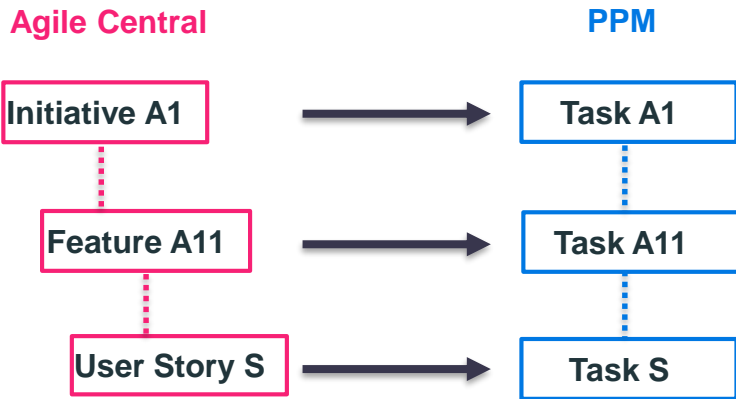 Agile Central
PPM
Initiative A1
Task A1
Feature A11
Task A11
User Story S
Task S